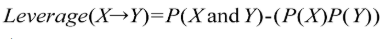 Leverage(X→Y)=P(X and Y)-(P(X)P(Y))